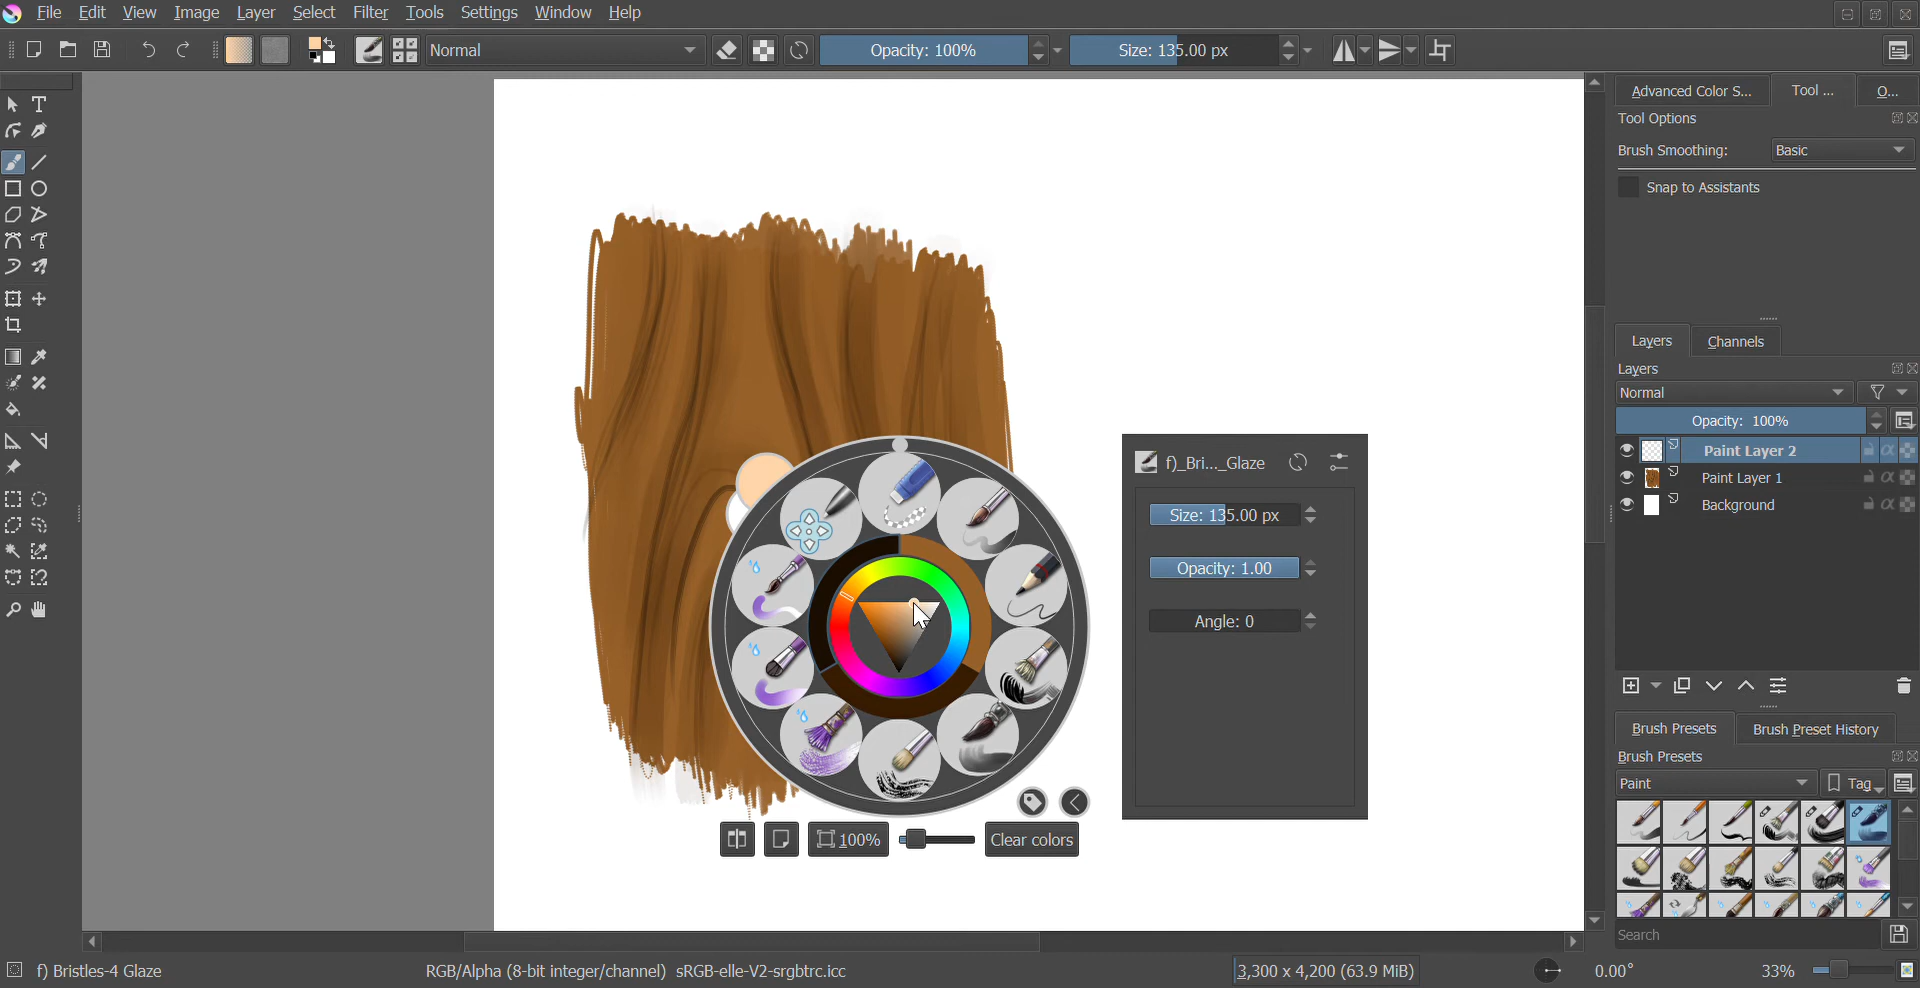 File Edit View Image Layer Select Filter Tools Settings Window Help
Normal Opacity: 100% Size: 135.00 px
Advanced Color S... Tool ... O...
Tool Options
Brush Smoothing: Basic
Snap to Assistants
Layers Channels
Layers
Normal
Opacity: 100%
Paint Layer 2
Paint Layer 1
Background
f)_Bri..._Glaze
Size: 135.00 px
Opacity: 1.00
Angle: 0
100% Clear colors
Brush Presets Brush Preset History
Brush Presets
Paint Tag
Search
f) Bristles-4 Glaze RGB/Alpha (8-bit integer/channel) sRGB-elle-V2-srgbtrc.icc 3,300 x 4,200 (63.9 MiB) 0.00° 33%